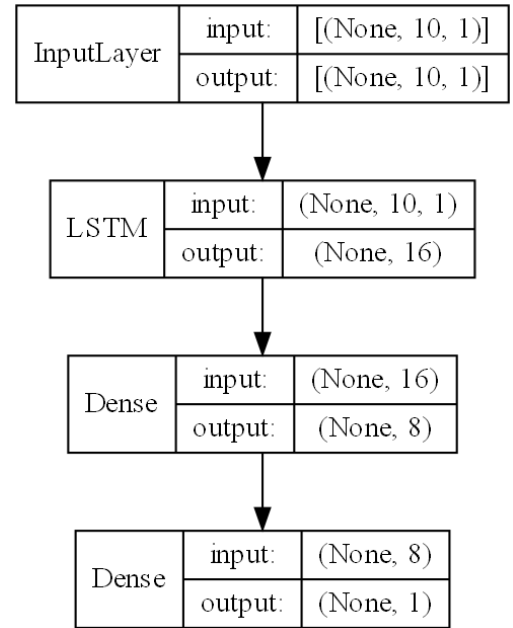 InputLayer
input: [(None, 10, 1)]
output: [(None, 10, 1)]
LSTM
input: (None, 10, 1)
output: (None, 16)
Dense
input: (None, 16)
output: (None, 8)
Dense
input: (None, 8)
output: (None, 1)